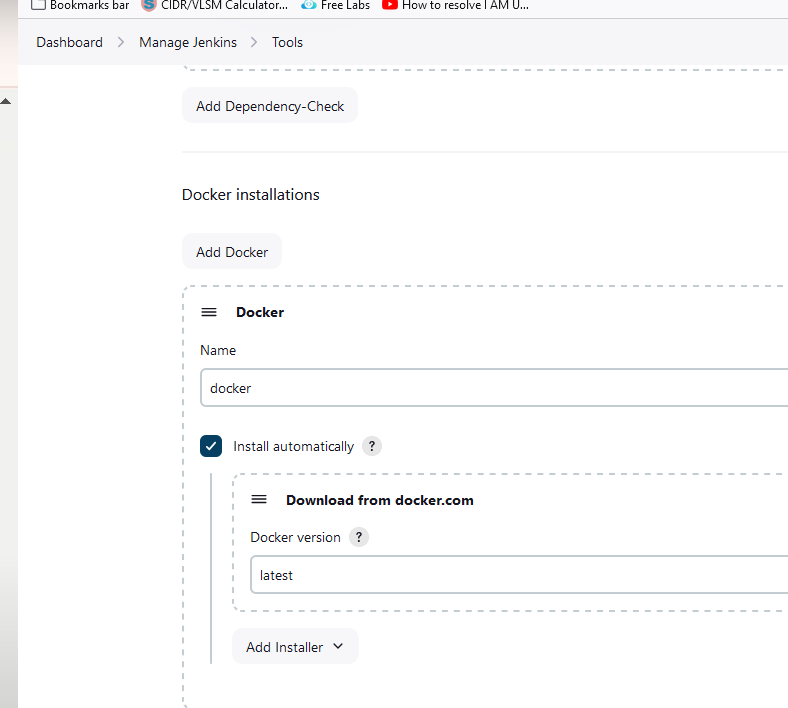 Bookmarks bar CIDR/VLSM Calculator... Free Labs How to resolve I AM U...
Dashboard > Manage Jenkins > Tools
Add Dependency-Check
Docker installations
Add Docker
Docker
Name
docker
Install automatically ?
Download from docker.com
Docker version ?
latest
Add Installer